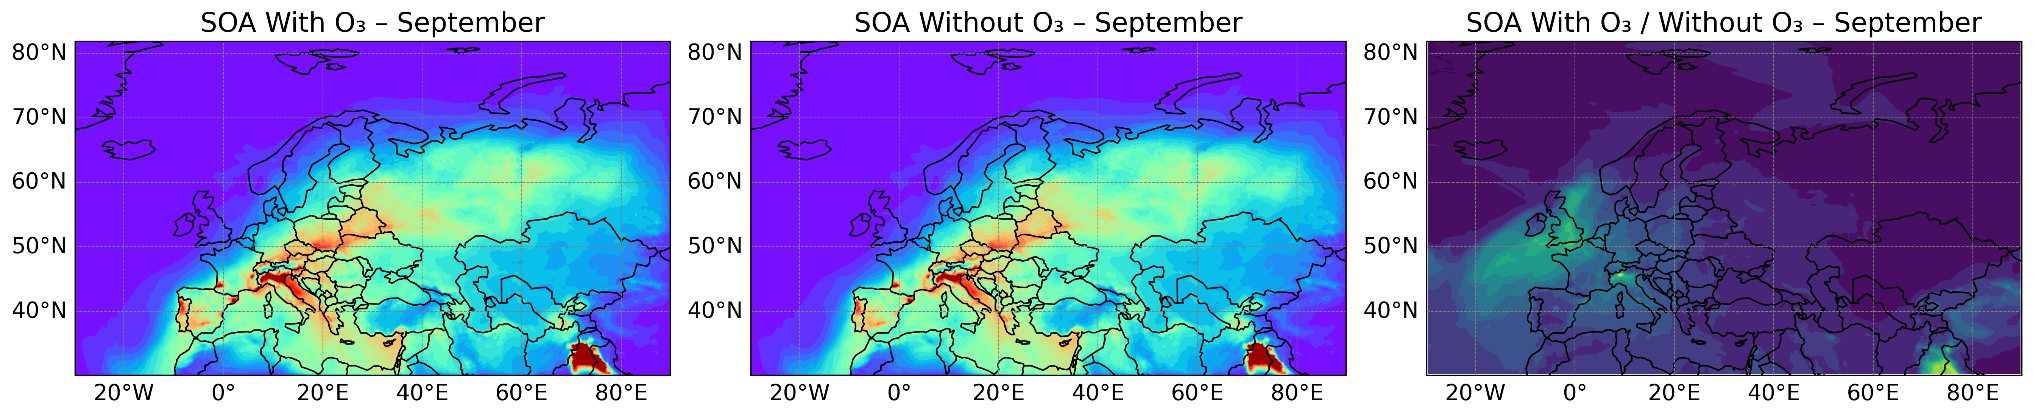 SOA With O₃ – September
SOA Without O₃ – September
SOA With O₃ / Without O₃ – September
80°N
70°N
60°N
50°N
40°N
20°W 0° 20°E 40°E 60°E 80°E
80°N
70°N
60°N
50°N
40°N
20°W 0° 20°E 40°E 60°E 80°E
80°N
70°N
60°N
50°N
40°N
20°W 0° 20°E 40°E 60°E 80°E